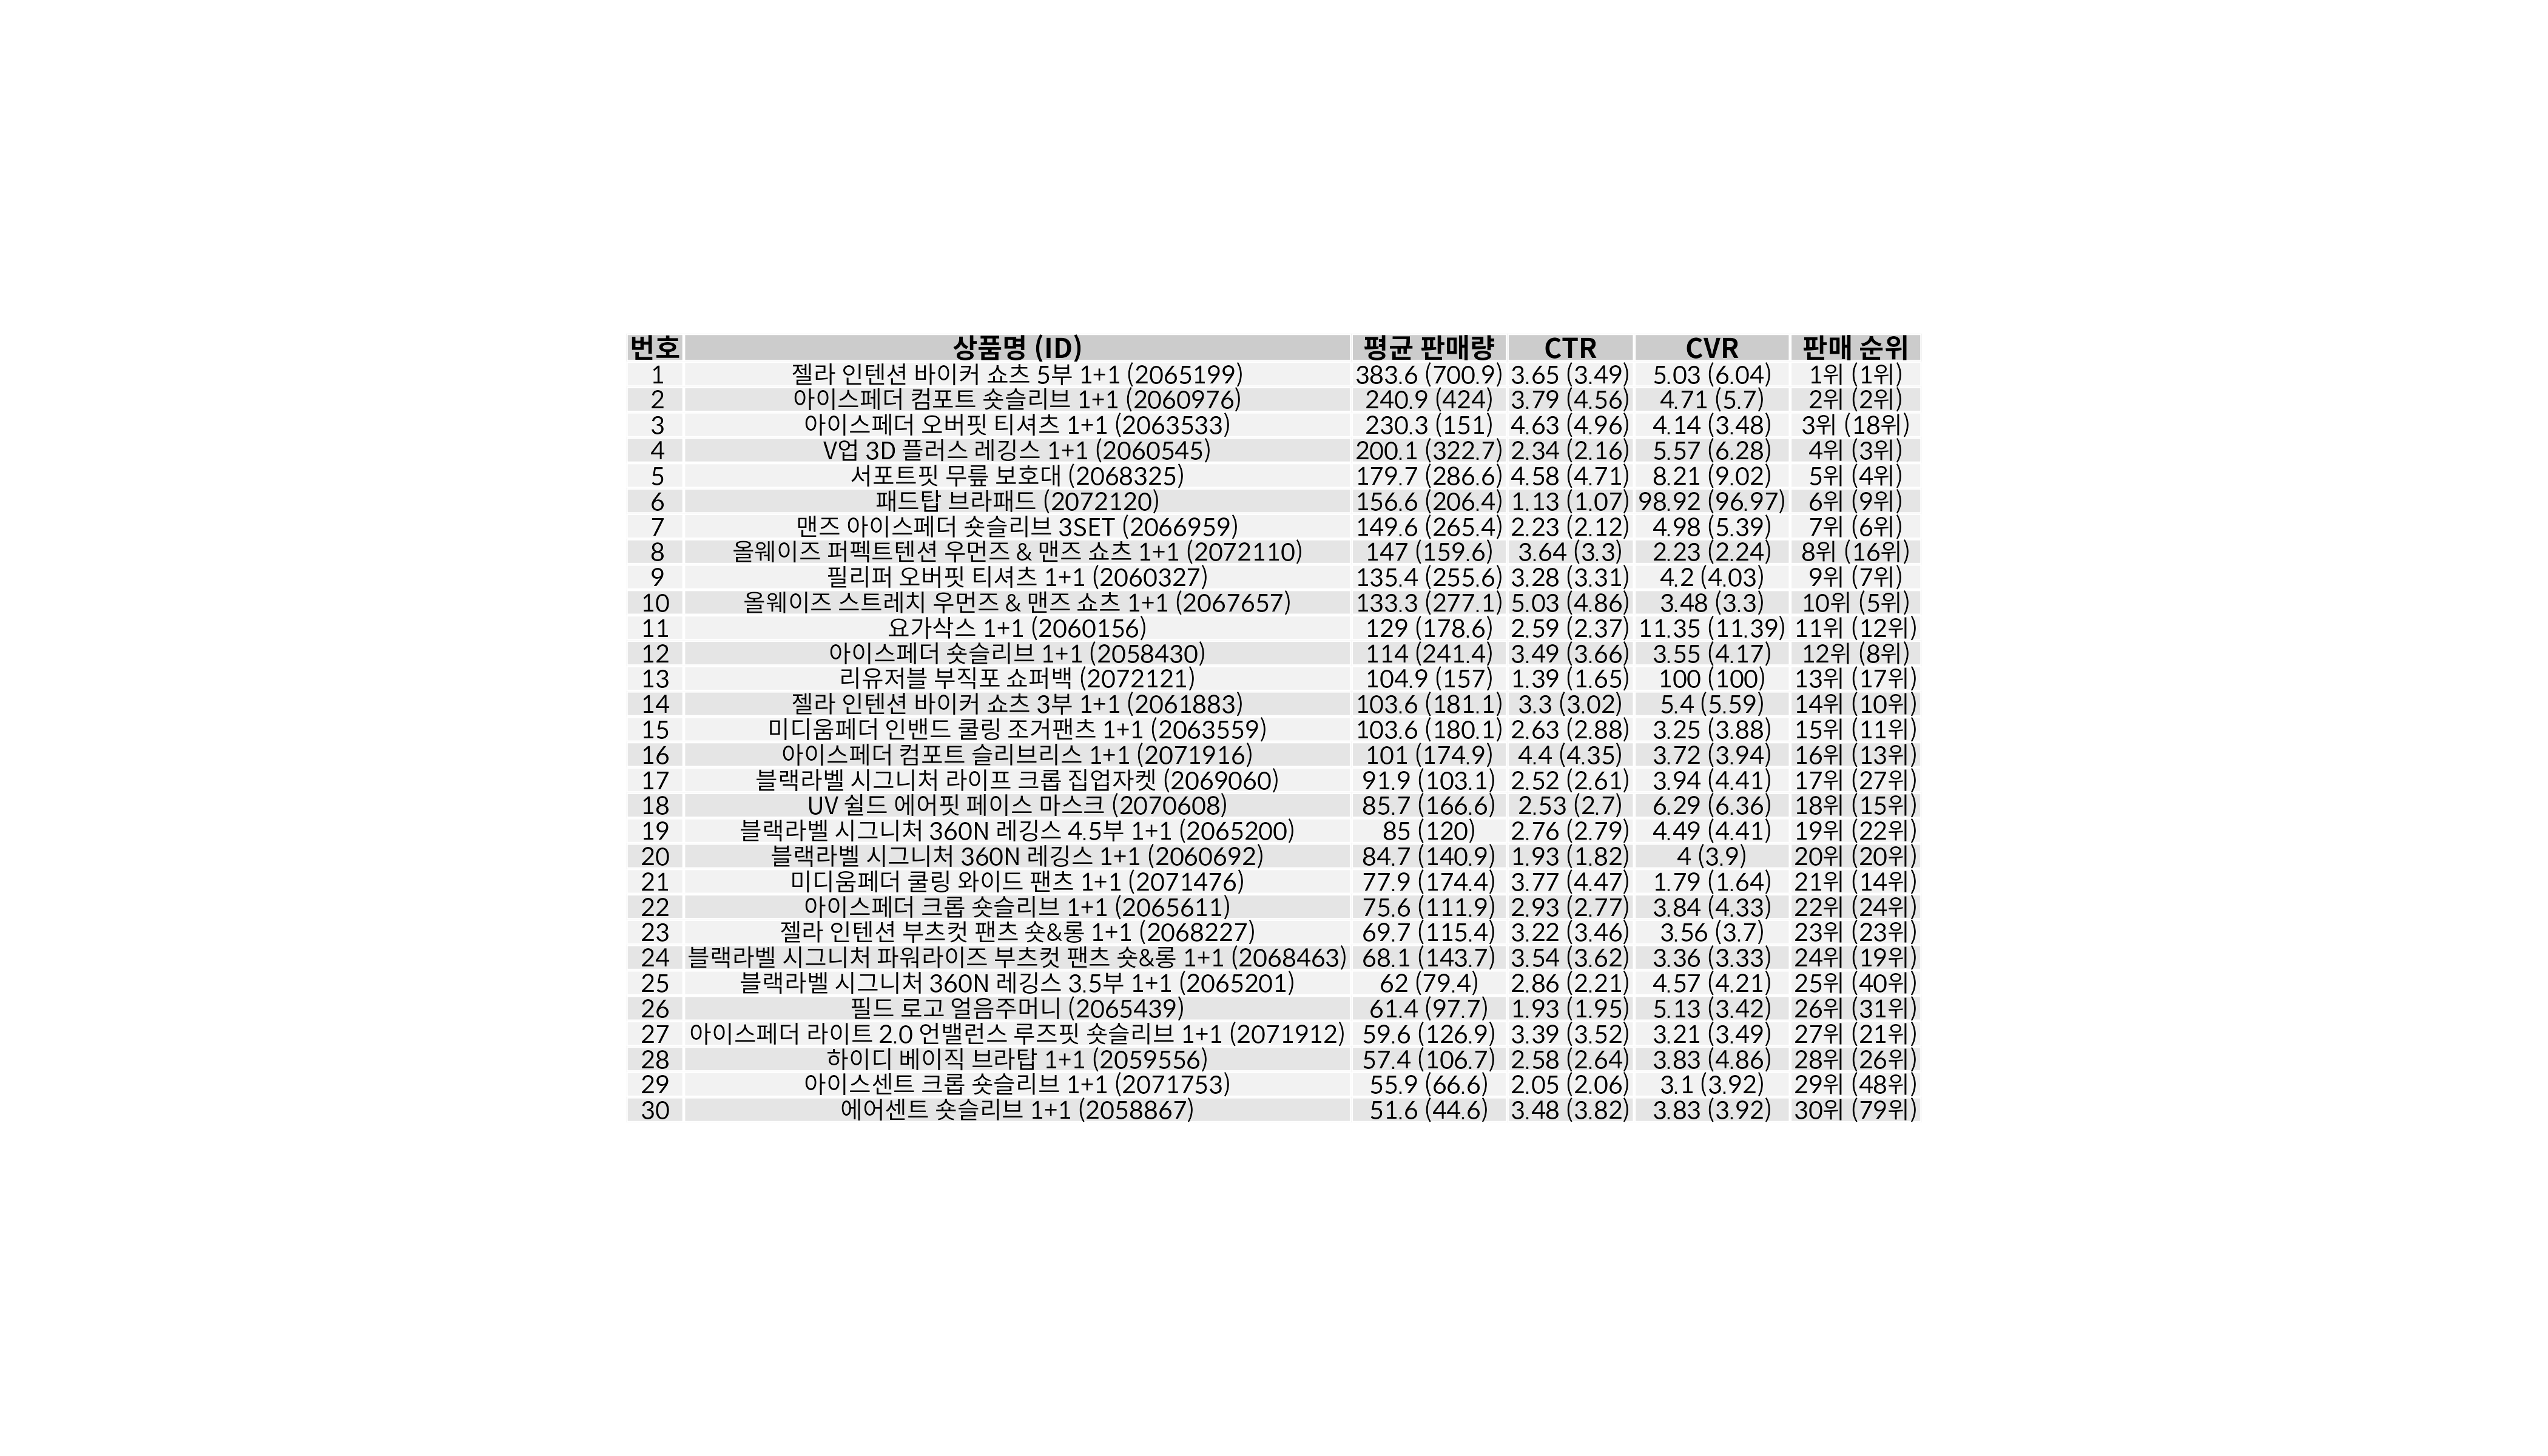 번호 상품명 (ID) 평균 판매량 CTR CVR 판매 순위
1 젤라 인텐션 바이커 쇼츠 5부 1+1 (2065199) 383.6 (700.9) 3.65 (3.49) 5.03 (6.04) 1위 (1위)
2 아이스페더 컴포트 숏슬리브 1+1 (2060976) 240.9 (424) 3.79 (4.56) 4.71 (5.7) 2위 (2위)
3 아이스페더 오버핏 티셔츠 1+1 (2063533) 230.3 (151) 4.63 (4.96) 4.14 (3.48) 3위 (18위)
4 V업 3D 플러스 레깅스 1+1 (2060545) 200.1 (322.7) 2.34 (2.16) 5.57 (6.28) 4위 (3위)
5 서포트핏 무릎 보호대 (2068325) 179.7 (286.6) 4.58 (4.71) 8.21 (9.02) 5위 (4위)
6 패드탑 브라패드 (2072120) 156.6 (206.4) 1.13 (1.07) 98.92 (96.97) 6위 (9위)
7 맨즈 아이스페더 숏슬리브 3SET (2066959) 149.6 (265.4) 2.23 (2.12) 4.98 (5.39) 7위 (6위)
8 올웨이즈 퍼펙트텐션 우먼즈 & 맨즈 쇼츠 1+1 (2072110) 147 (159.6) 3.64 (3.3) 2.23 (2.24) 8위 (16위)
9 필리퍼 오버핏 티셔츠 1+1 (2060327) 135.4 (255.6) 3.28 (3.31) 4.2 (4.03) 9위 (7위)
10 올웨이즈 스트레치 우먼즈 & 맨즈 쇼츠 1+1 (2067657) 133.3 (277.1) 5.03 (4.86) 3.48 (3.3) 10위 (5위)
11 요가삭스 1+1 (2060156) 129 (178.6) 2.59 (2.37) 11.35 (11.39) 11위 (12위)
12 아이스페더 숏슬리브 1+1 (2058430) 114 (241.4) 3.49 (3.66) 3.55 (4.17) 12위 (8위)
13 리유저블 부직포 쇼퍼백 (2072121) 104.9 (157) 1.39 (1.65) 100 (100) 13위 (17위)
14 젤라 인텐션 바이커 쇼츠 3부 1+1 (2061883) 103.6 (181.1) 3.3 (3.02) 5.4 (5.59) 14위 (10위)
15 미디움페더 인밴드 쿨링 조거팬츠 1+1 (2063559) 103.6 (180.1) 2.63 (2.88) 3.25 (3.88) 15위 (11위)
16 아이스페더 컴포트 슬리브리스 1+1 (2071916) 101 (174.9) 4.4 (4.35) 3.72 (3.94) 16위 (13위)
17 블랙라벨 시그니처 라이프 크롭 집업자켓 (2069060) 91.9 (103.1) 2.52 (2.61) 3.94 (4.41) 17위 (27위)
18 UV 쉴드 에어핏 페이스 마스크 (2070608) 85.7 (166.6) 2.53 (2.7) 6.29 (6.36) 18위 (15위)
19 블랙라벨 시그니처 360N 레깅스 4.5부 1+1 (2065200) 85 (120) 2.76 (2.79) 4.49 (4.41) 19위 (22위)
20 블랙라벨 시그니처 360N 레깅스 1+1 (2060692) 84.7 (140.9) 1.93 (1.82) 4 (3.9) 20위 (20위)
21 미디움페더 쿨링 와이드 팬츠 1+1 (2071476) 77.9 (174.4) 3.77 (4.47) 1.79 (1.64) 21위 (14위)
22 아이스페더 크롭 숏슬리브 1+1 (2065611) 75.6 (111.9) 2.93 (2.77) 3.84 (4.33) 22위 (24위)
23 젤라 인텐션 부츠컷 팬츠 숏&롱 1+1 (2068227) 69.7 (115.4) 3.22 (3.46) 3.56 (3.7) 23위 (23위)
24 블랙라벨 시그니처 파워라이즈 부츠컷 팬츠 숏&롱 1+1 (2068463) 68.1 (143.7) 3.54 (3.62) 3.36 (3.33) 24위 (19위)
25 블랙라벨 시그니처 360N 레깅스 3.5부 1+1 (2065201) 62 (79.4) 2.86 (2.21) 4.57 (4.21) 25위 (40위)
26 필드 로고 얼음주머니 (2065439) 61.4 (97.7) 1.93 (1.95) 5.13 (3.42) 26위 (31위)
27 아이스페더 라이트 2.0 언밸런스 루즈핏 숏슬리브 1+1 (2071912) 59.6 (126.9) 3.39 (3.52) 3.21 (3.49) 27위 (21위)
28 하이디 베이직 브라탑 1+1 (2059556) 57.4 (106.7) 2.58 (2.64) 3.83 (4.86) 28위 (26위)
29 아이스센트 크롭 숏슬리브 1+1 (2071753) 55.9 (66.6) 2.05 (2.06) 3.1 (3.92) 29위 (48위)
30 에어센트 숏슬리브 1+1 (2058867) 51.6 (44.6) 3.48 (3.82) 3.83 (3.92) 30위 (79위)